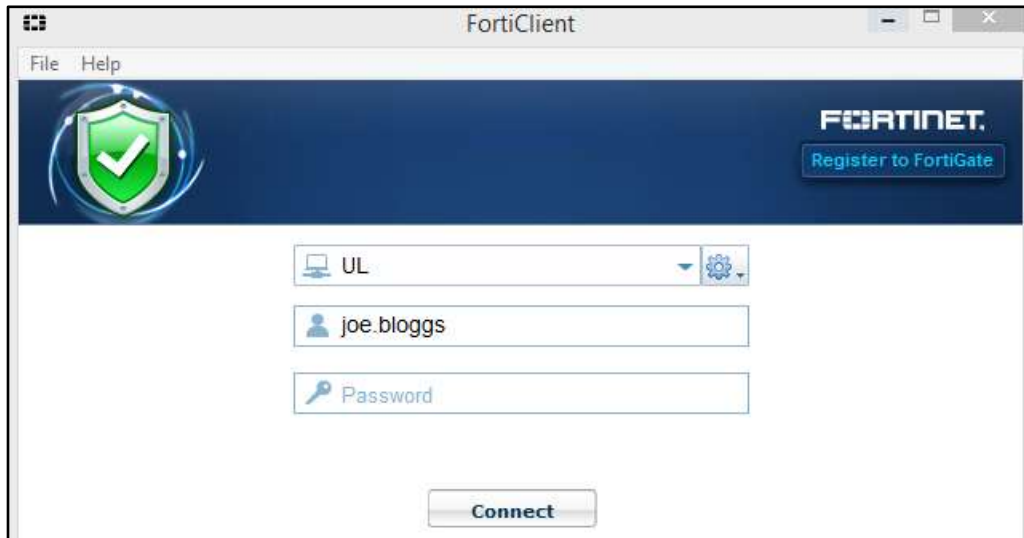 FortiClient
File Help
FORTINET.
Register to FortiGate
UL
joe.bloggs
Password
Connect